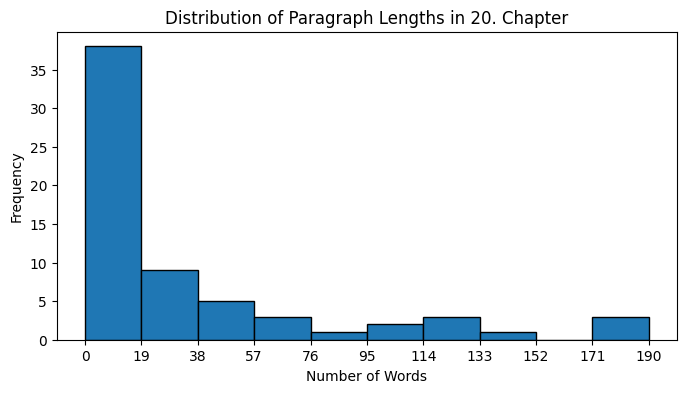 Distribution of Paragraph Lengths in 20. Chapter
Frequency
35
30
25
20
15
10
5
0
0 19 38 57 76 95 114 133 152 171 190
Number of Words